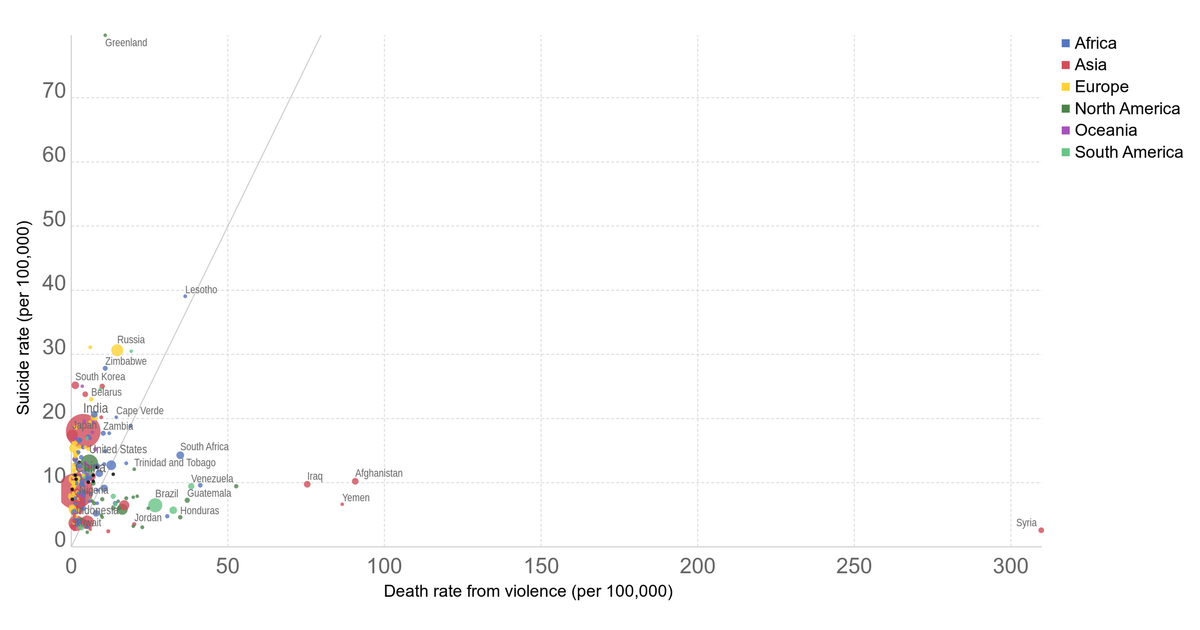 Greenland
Africa
Asia
Europe
North America
Oceania
South America
70
60
50
40
30
20
10
0
Suicide rate (per 100,000)
Lesotho
Russia
Zimbabwe
South Korea
Belarus
India
Cape Verde
Japan
Zambia
United States
South Africa
Trinidad and Tobago
Iraq
Afghanistan
Venezuela
Nigeria
Brazil
Guatemala
Yemen
Indonesia
Honduras
Jordan
Kuwait
Syria
0
50
100
150
200
250
300
Death rate from violence (per 100,000)